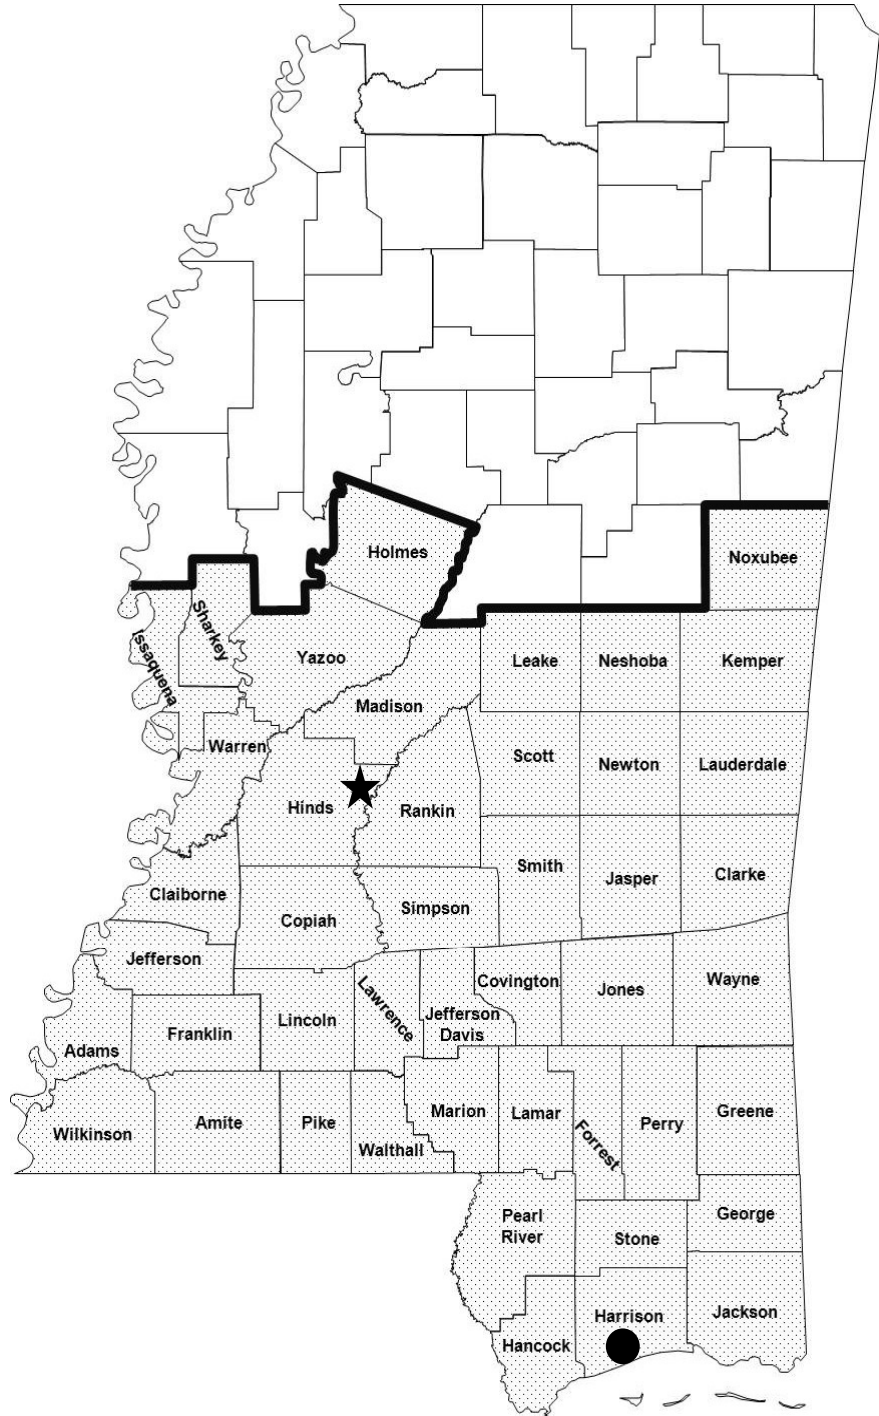 Holmes
Noxubee
Issaquena
Sharkey
Yazoo
Leake
Neshoba
Kemper
Madison
Warren
Scott
Newton
Lauderdale
Hinds
Rankin
Smith
Jasper
Clarke
Claiborne
Copiah
Simpson
Jefferson
Lawrence
Covington
Jones
Wayne
Lincoln
Jefferson
Davis
Franklin
Adams
Wilkinson
Amite
Pike
Walthall
Marion
Lamar
Forrest
Perry
Greene
Pearl
River
Stone
George
Hancock
Harrison
Jackson